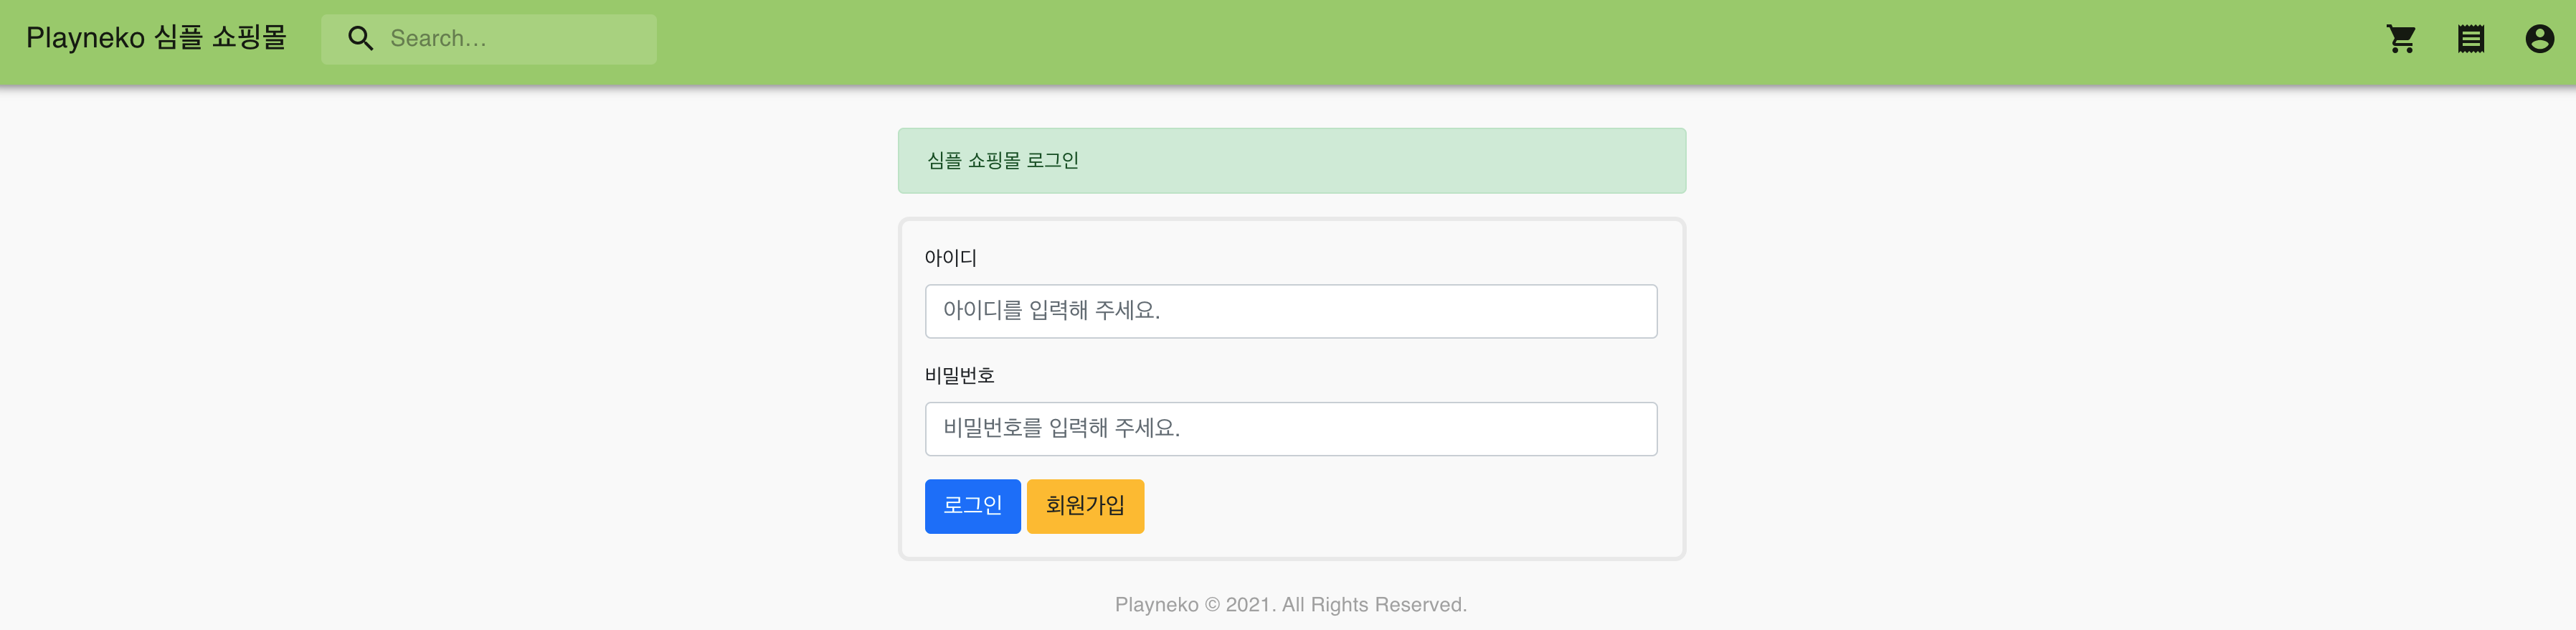 Playneko 심플 쇼핑몰
Search…
심플 쇼핑몰 로그인
아이디
아이디를 입력해 주세요.
비밀번호
비밀번호를 입력해 주세요.
로그인 회원가입
Playneko © 2021. All Rights Reserved.